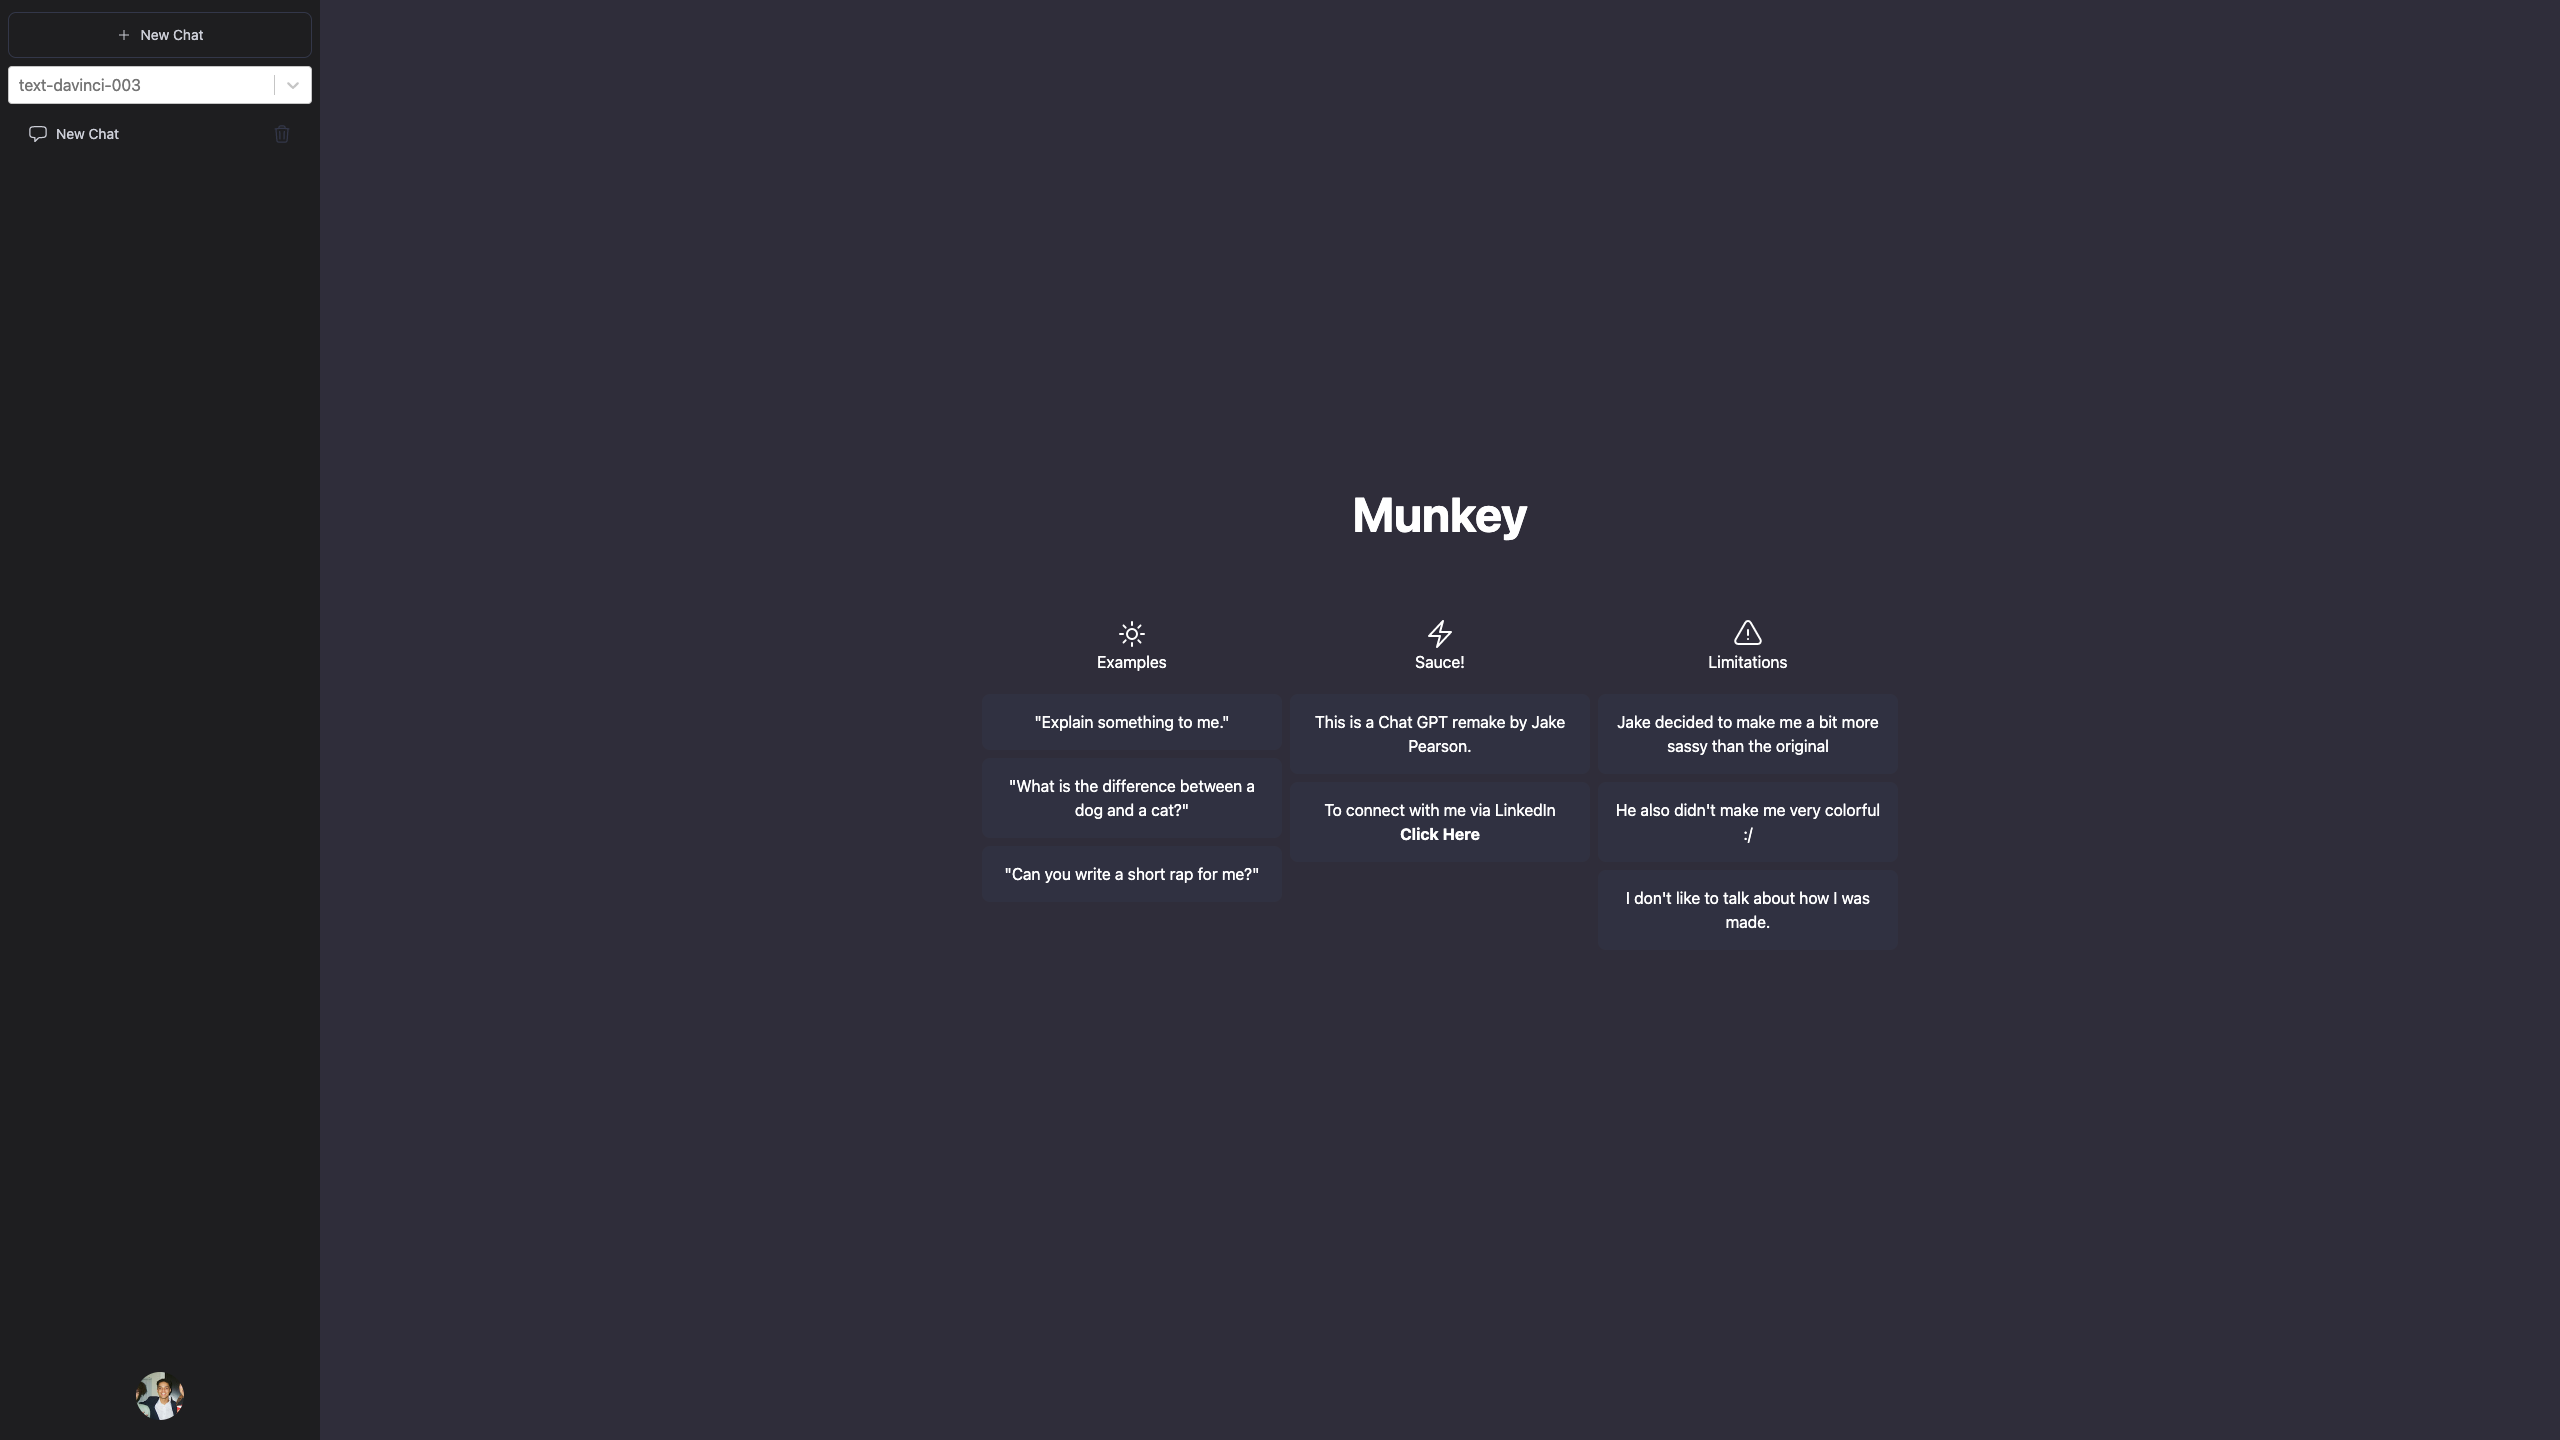 New Chat
text-davinci-003
New Chat
Munkey
Examples
"Explain something to me."
"What is the difference between a
dog and a cat?"
"Can you write a short rap for me?"
Sauce!
This is a Chat GPT remake by Jake
Pearson.
To connect with me via LinkedIn
Click Here
Limitations
Jake decided to make me a bit more
sassy than the original
He also didn't make me very colorful
:/
I don't like to talk about how I was
made.